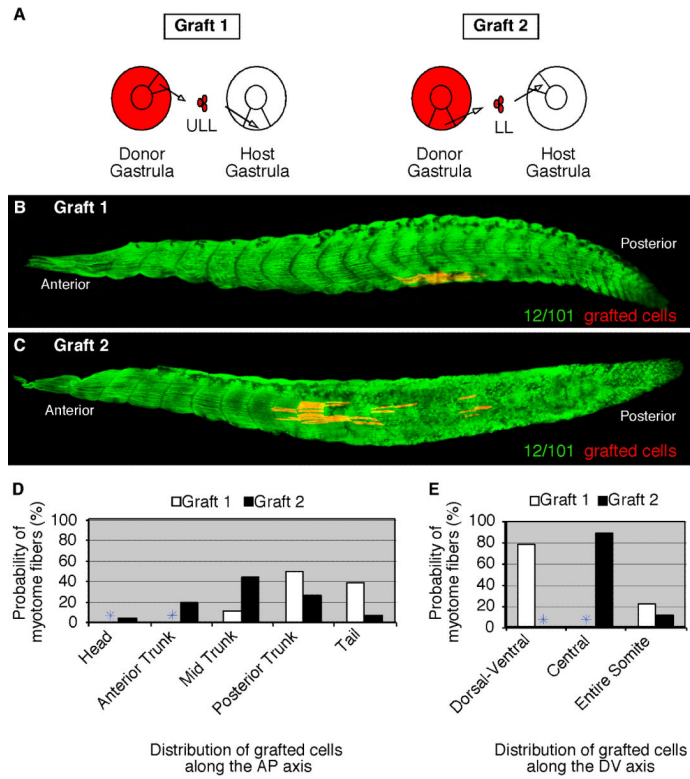 A
Graft 1
Graft 2
ULL
LL
Donor Gastrula
Host Gastrula
Donor Gastrula
Host Gastrula
B Graft 1
Anterior
Posterior
12/101 grafted cells
C Graft 2
Anterior
Posterior
12/101 grafted cells
D
Graft 1 Graft 2
Probability of
myotome fibers (%)
100
80
60
40
20
0
*
*
Head
Anterior Trunk
Mid Trunk
Posterior Trunk
Tail
Distribution of grafted cells
along the AP axis
E
Graft 1 Graft 2
Probability of
myotome fibers (%)
100
80
60
40
20
0
*
*
Dorsal-Ventral
Central
Entire Somite
Distribution of grafted cells
along the DV axis